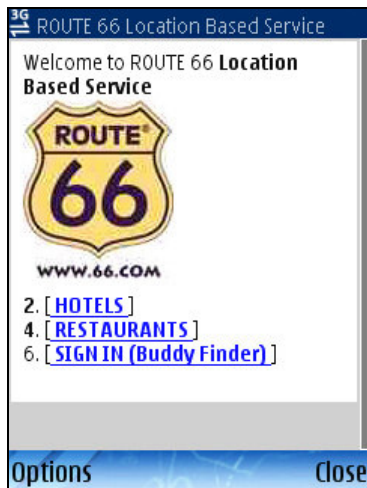 3G
ROUTE 66 Location Based Service
Welcome to ROUTE 66 Location
Based Service
ROUTE®
66
WWW.66.COM
2. [ HOTELS ]
4. [ RESTAURANTS ]
6. [ SIGN IN (Buddy Finder) ]
Options Close